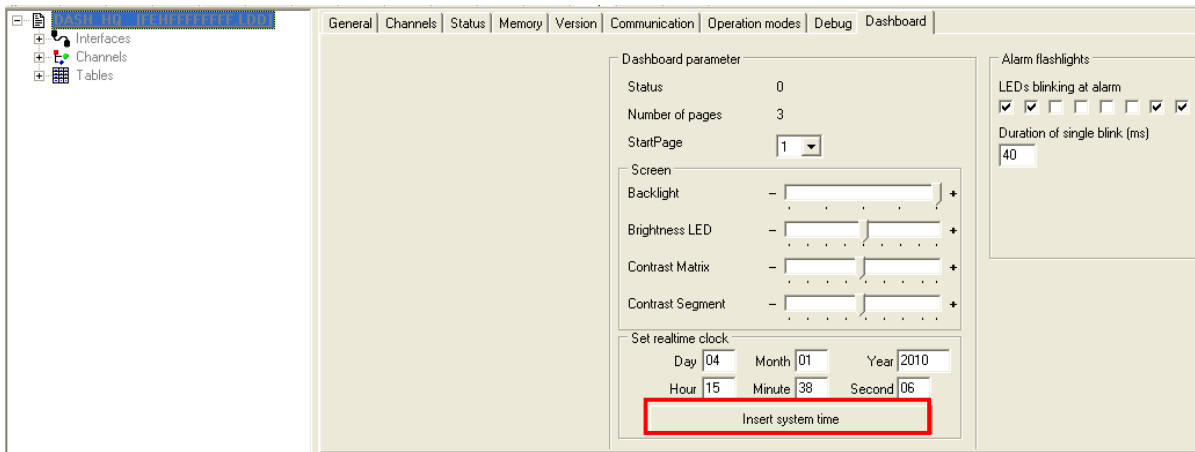 DASH_HQ (FFHFFFFFFFF.LDD)
Interfaces
Channels
Tables
General Channels Status Memory Version Communication Operation modes Debug Dashboard
Dashboard parameter
Status 0
Number of pages 3
StartPage 1
Screen
Backlight - +
Brightness LED - +
Contrast Matrix - +
Contrast Segment - +
Set realtime clock
Day 04 Month 01 Year 2010
Hour 15 Minute 38 Second 06
Insert system time
Alarm flashlights
LEDs blinking at alarm
Duration of single blink (ms)
40